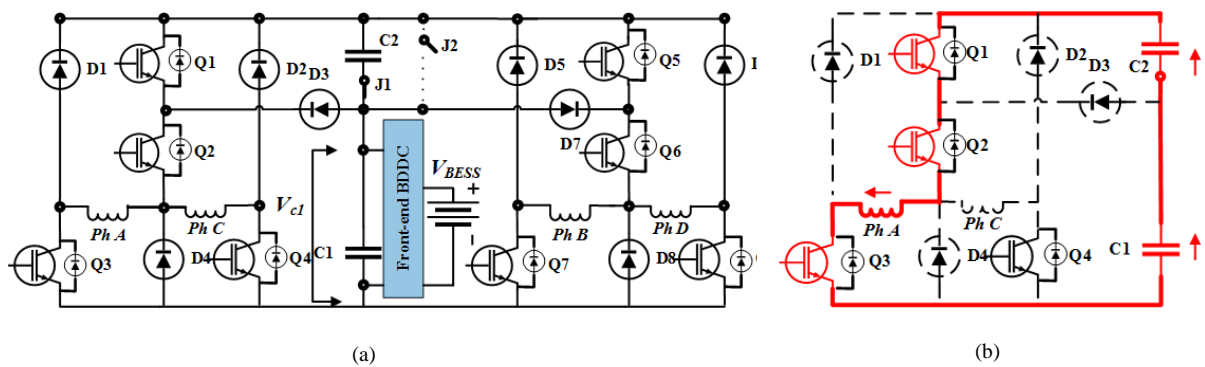 C2
J2
Q1
Q5
D1
D2
D3
D5
J1
Q2
D7
Q6
V_BESS
+
V_c1
Front-end BDDC
Ph A
Ph C
Ph B
Ph D
C1
Q3
D4
Q4
Q7
D8
(a)
Q1
D1
D2
D3
C2
Q2
Ph A
Ph C
Q3
D4
Q4
C1
(b)